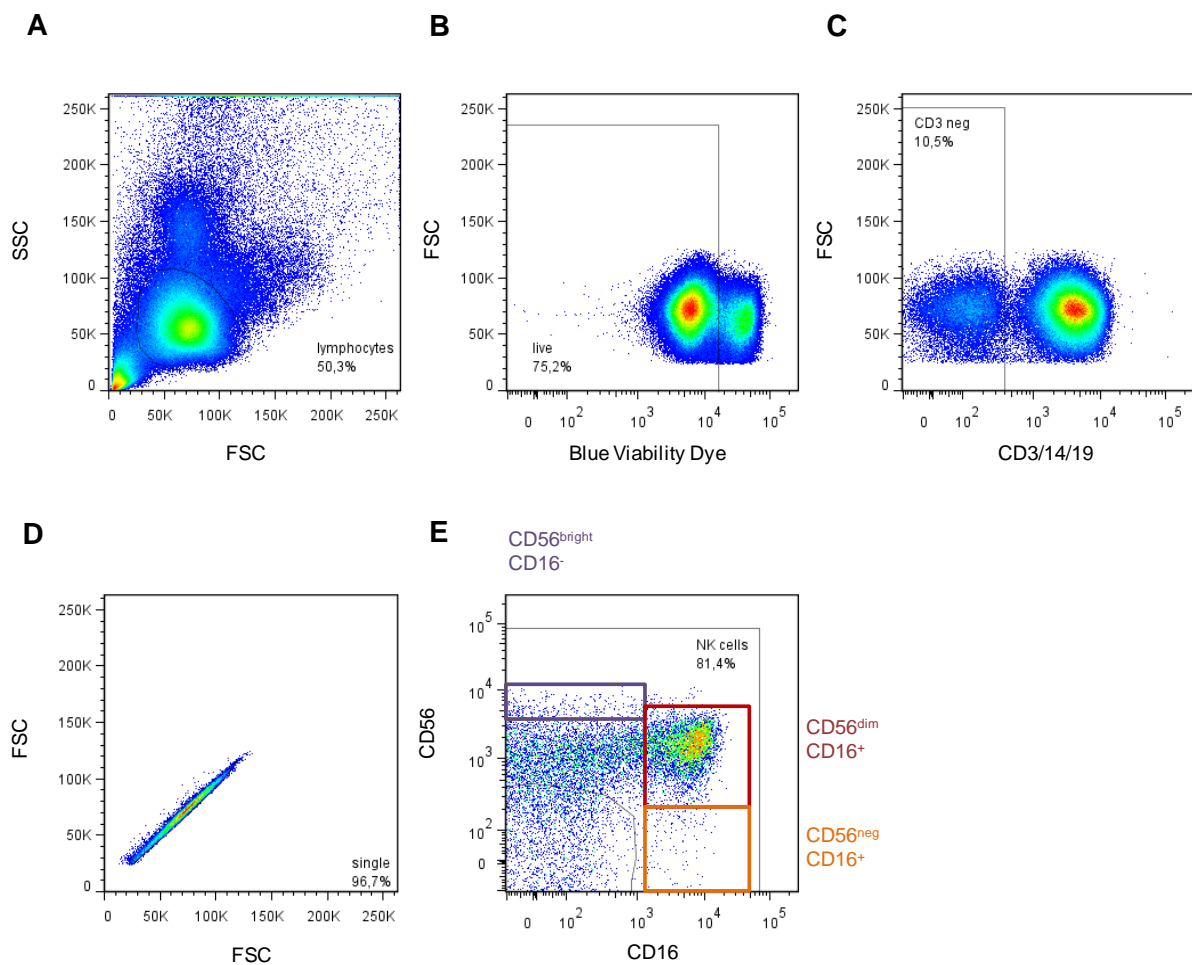 A
B
C
250K
200K
150K
100K
50K
0
SSC
lymphocytes
50,3%
0 50K 100K 150K 200K 250K
FSC
250K
200K
150K
100K
50K
0
FSC
live
75,2%
0 10^2 10^3 10^4 10^5
Blue Viability Dye
250K
200K
150K
100K
50K
0
FSC
CD3 neg
10,5%
0 10^2 10^3 10^4 10^5
CD3/14/19
D
E
250K
200K
150K
100K
50K
0
FSC
single
96,7%
0 50K 100K 150K 200K 250K
FSC
CD56bright
CD16-
10^5
10^4
10^3
10^2
0
CD56
NK cells
81,4%
0 10^2 10^3 10^4 10^5
CD16
CD56dim
CD16+
CD56neg
CD16+